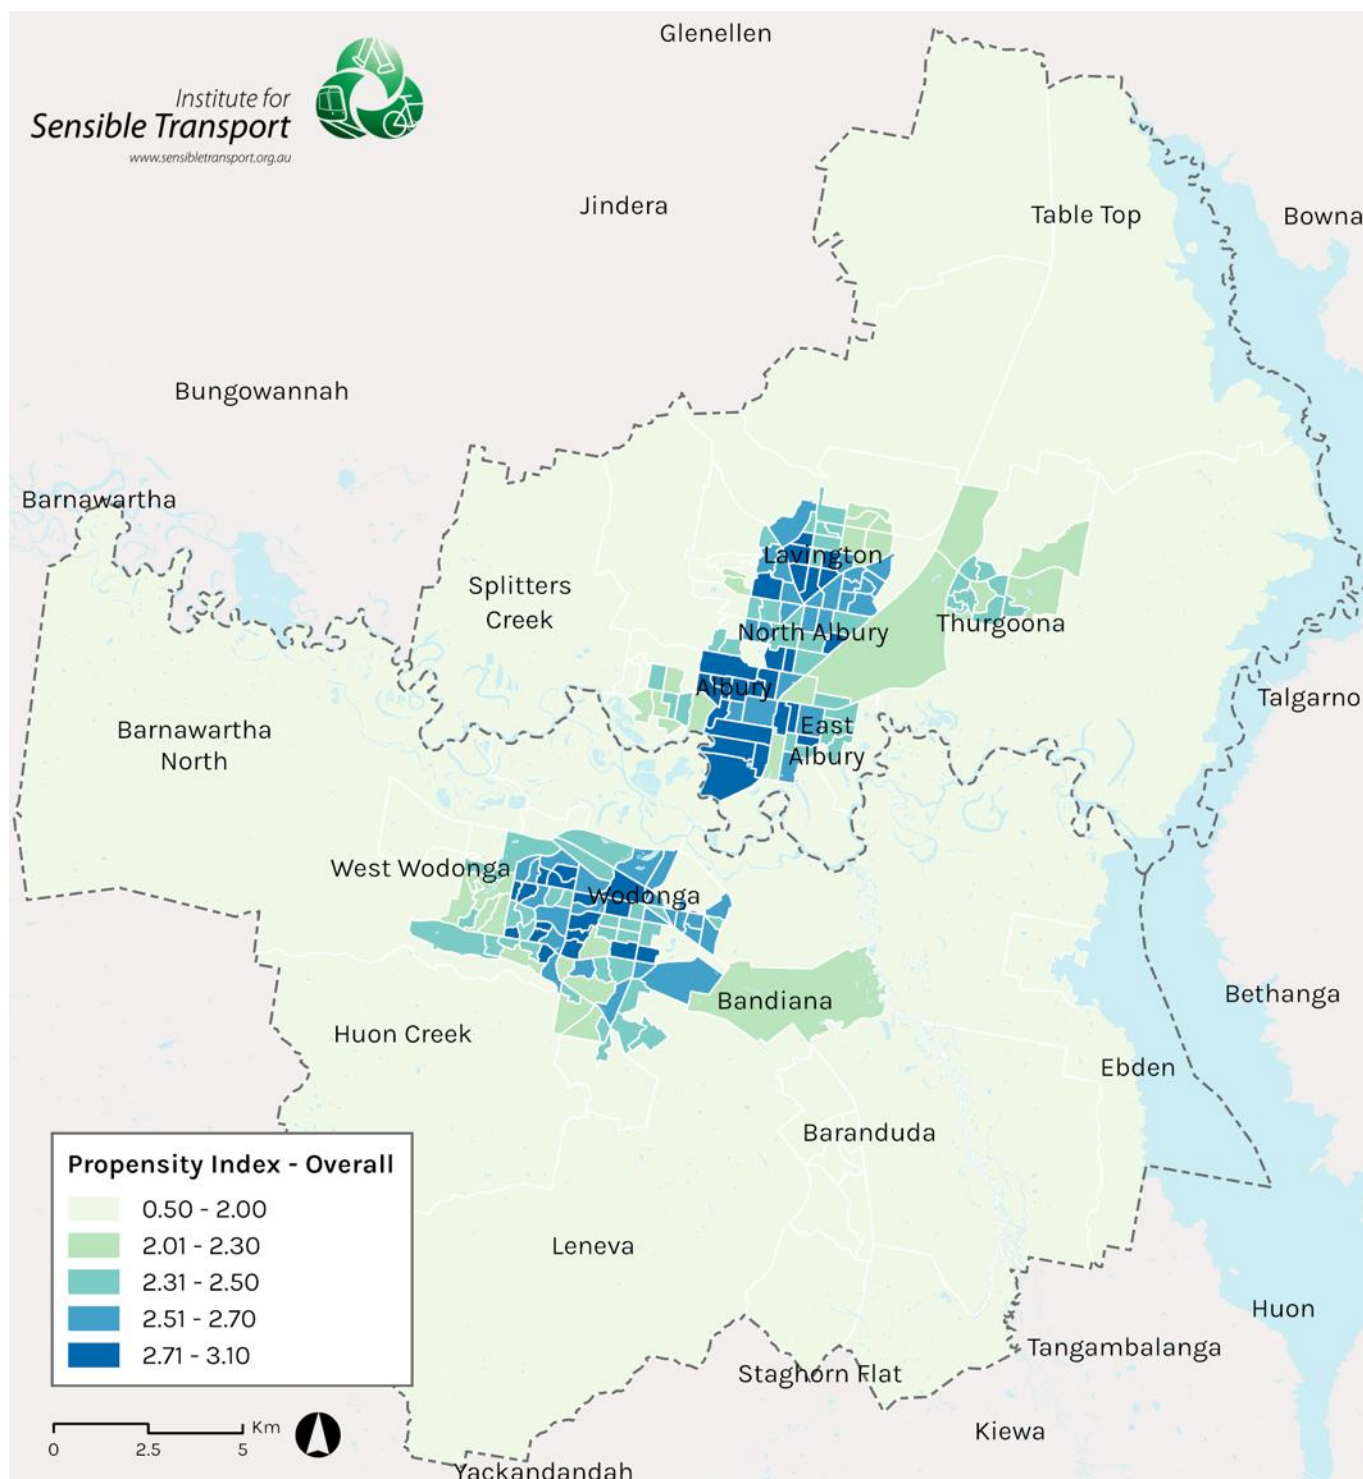 Glenellen
Institute for
Sensible Transport
www.sensibletransport.org.au
Jindera
Table Top
Bowna
Bungowannah
Barnawartha
Lavington
Splitters
Creek
North Albury
Thurgoona
Albury
Talgarno
Barnawartha
North
East
Albury
West Wodonga
Wodonga
Bandiana
Bethanga
Huon Creek
Ebden
Baranduda
Propensity Index - Overall
0.50 - 2.00
2.01 - 2.30
2.31 - 2.50
2.51 - 2.70
2.71 - 3.10
Leneva
Huon
Tangambalanga
Staghorn Flat
Kiewa
Km
0 2.5 5
Yackandandah